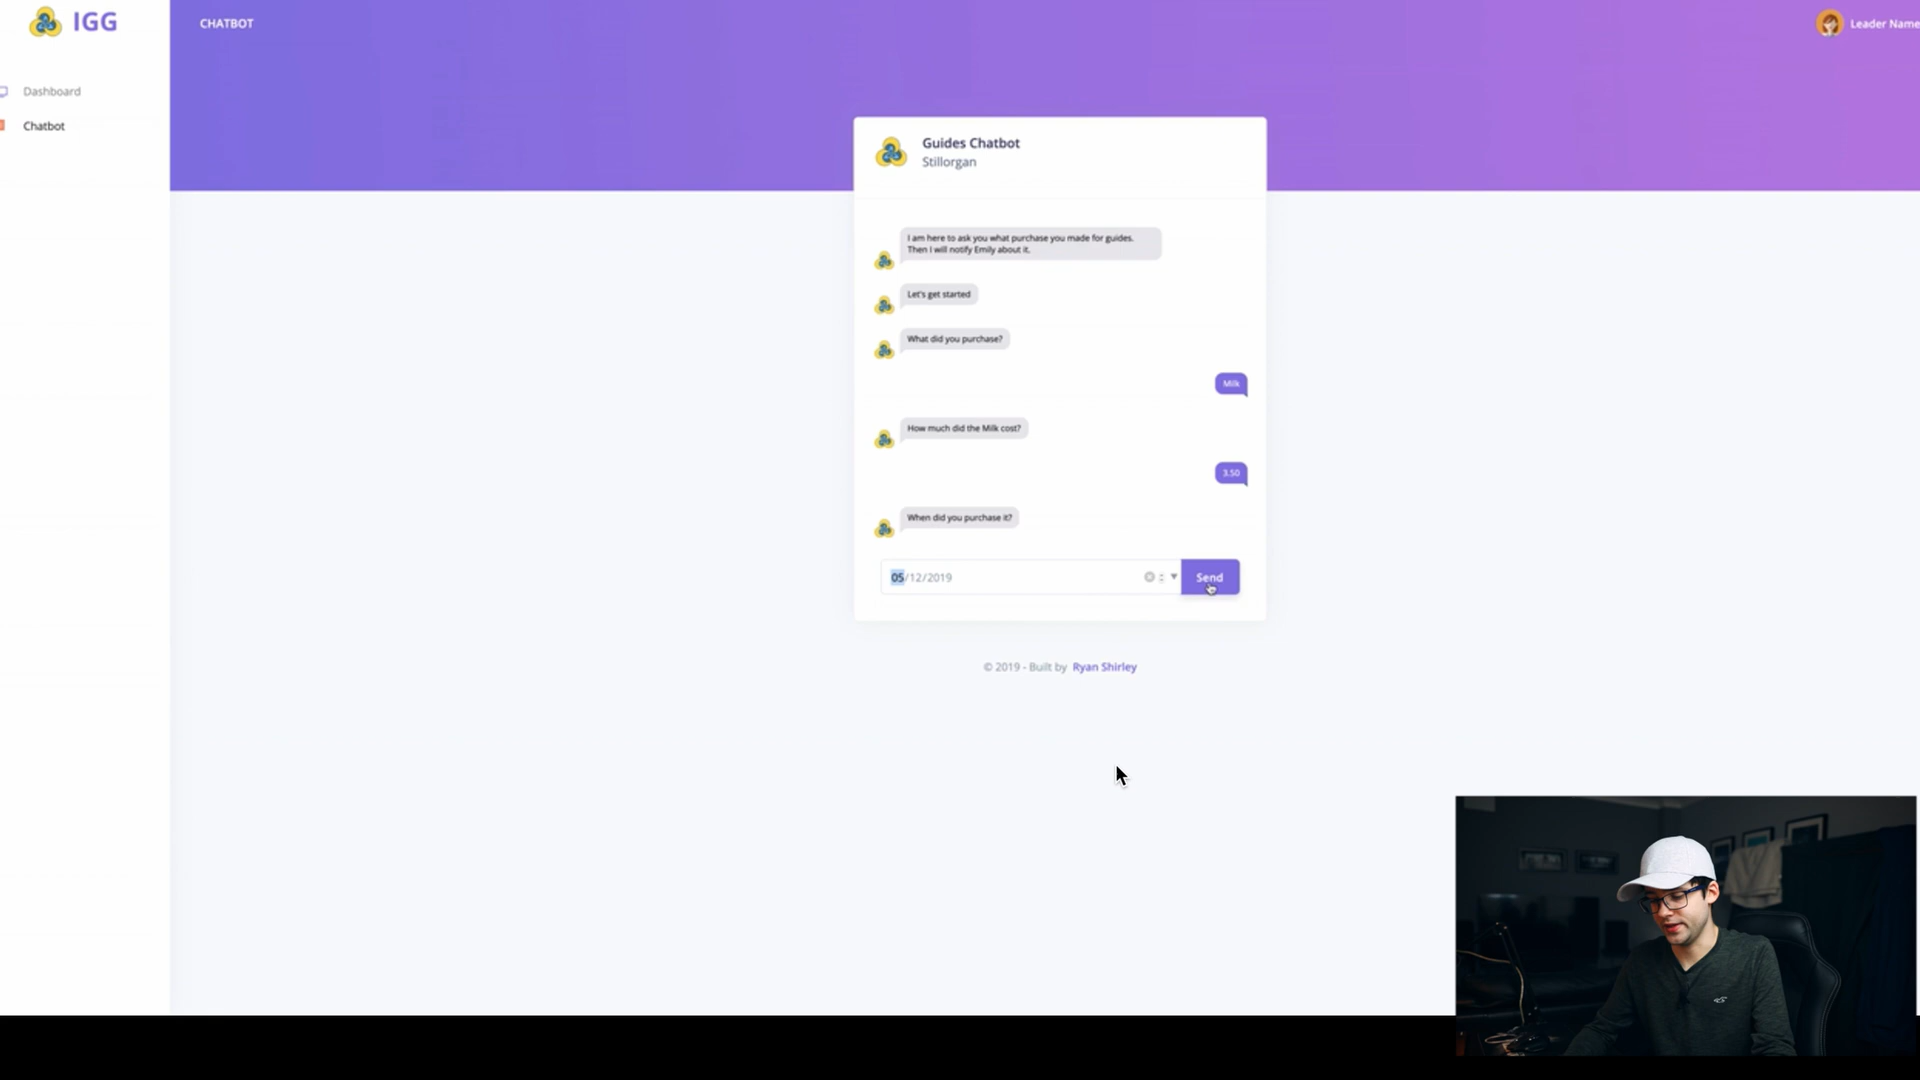 IGG
CHATBOT
Leader Name
Dashboard
Chatbot
Guides Chatbot
Stillorgan
I am here to ask you what purchase you made for guides.
Then I will notify Emily about it.
Let's get started
What did you purchase?
Milk
How much did the Milk cost?
3.50
When did you purchase it?
05/12/2019
Send
© 2019 - Built by Ryan Shirley